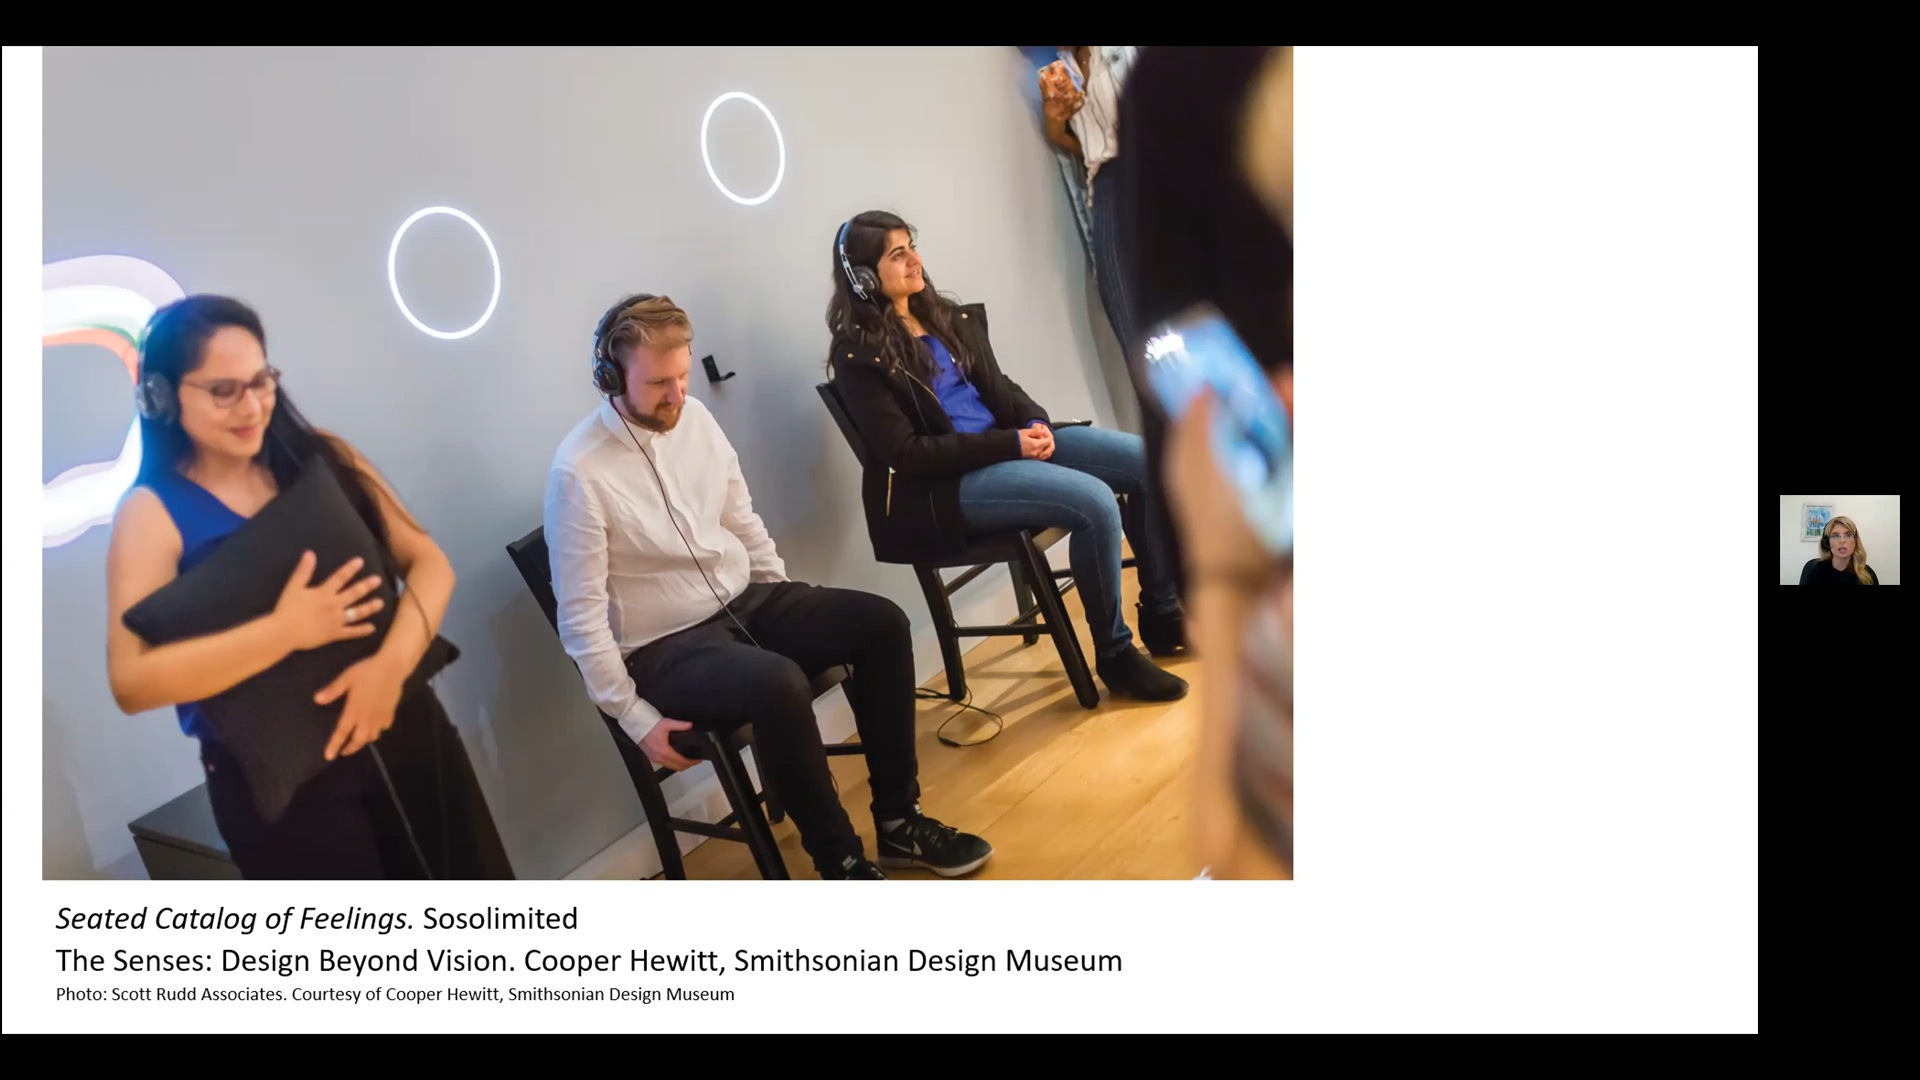 Seated Catalog of Feelings. Sosolimited
The Senses: Design Beyond Vision. Cooper Hewitt, Smithsonian Design Museum
Photo: Scott Rudd Associates. Courtesy of Cooper Hewitt, Smithsonian Design Museum